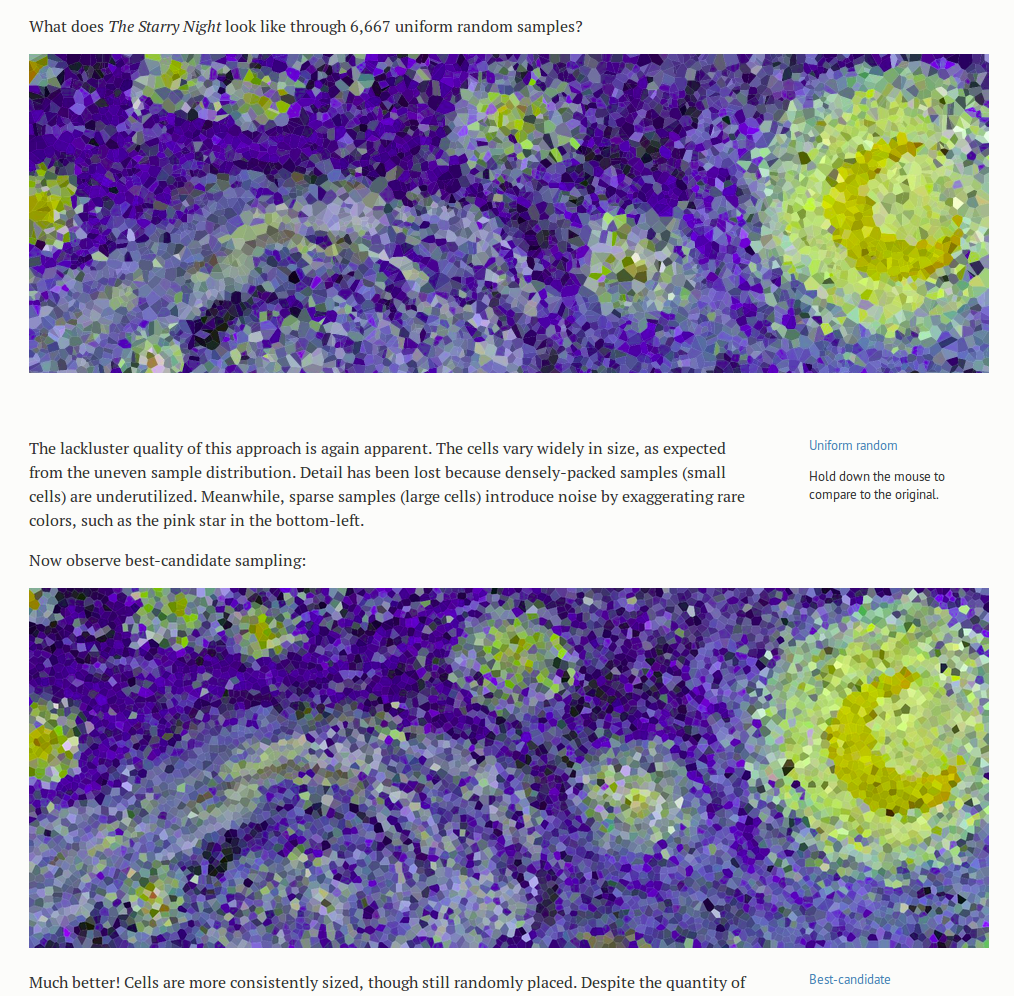 What does The Starry Night look like through 6,667 uniform random samples?
The lackluster quality of this approach is again apparent. The cells vary widely in size, as expected
from the uneven sample distribution. Detail has been lost because densely-packed samples (small
cells) are underutilized. Meanwhile, sparse samples (large cells) introduce noise by exaggerating rare
colors, such as the pink star in the bottom-left.
Uniform random
Hold down the mouse to
compare to the original.
Now observe best-candidate sampling:
Much better! Cells are more consistently sized, though still randomly placed. Despite the quantity of
Best-candidate